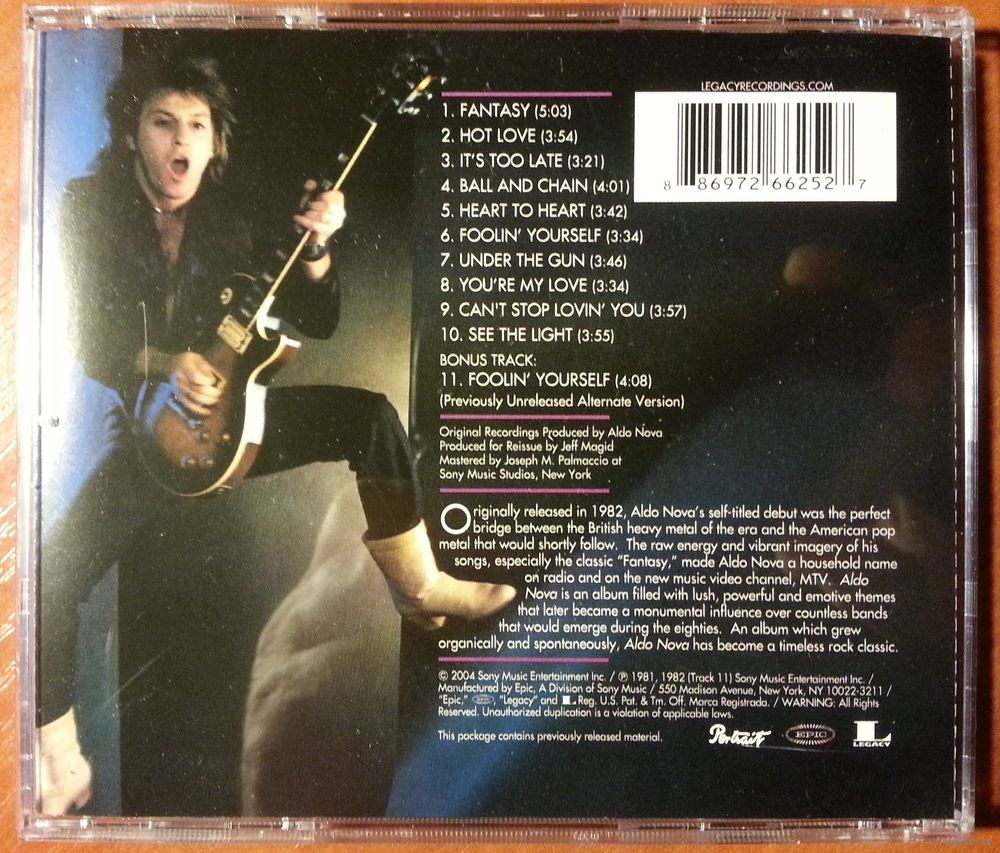 LEGACYRECORDINGS.COM
1. FANTASY (5:03)
2. HOT LOVE (3:54)
3. IT'S TOO LATE (3:21)
4. BALL AND CHAIN (4:01)
5. HEART TO HEART (3:42)
6. FOOLIN' YOURSELF (3:34)
7. UNDER THE GUN (3:46)
8. YOU'RE MY LOVE (3:34)
9. CAN'T STOP LOVIN' YOU (3:57)
10. SEE THE LIGHT (3:55)
BONUS TRACK:
11. FOOLIN' YOURSELF (4:08)
(Previously Unreleased Alternate Version)
8 86972 66252 7
Original Recordings Produced by Aldo Nova
Produced for Reissue by Jeff Magid
Mastered by Joseph M. Palmaccio at
Sony Music Studios, New York
Originally released in 1982, Aldo Nova's self-titled debut was the perfect
bridge between the British heavy metal of the era and the American pop
metal that would shortly follow. The raw energy and vibrant imagery of his
songs, especially the classic "Fantasy," made Aldo Nova a household name
on radio and on the new music video channel, MTV. Aldo
Nova is an album filled with lush, powerful and emotive themes
that later became a monumental influence over countless bands
that would emerge during the eighties. An album which grew
organically and spontaneously, Aldo Nova has become a timeless rock classic.
© 2004 Sony Music Entertainment Inc. / ℗ 1981, 1982 (Track 11) Sony Music Entertainment Inc. /
Manufactured by Epic, A Division of Sony Music / 550 Madison Avenue, New York, NY 10022-3211 /
"Epic," EPIC, "Legacy" and L Reg. U.S. Pat. & Tm. Off. Marca Registrada. / WARNING: All Rights
Reserved. Unauthorized duplication is a violation of applicable laws.
This package contains previously released material.
Portrait EPIC L LEGACY